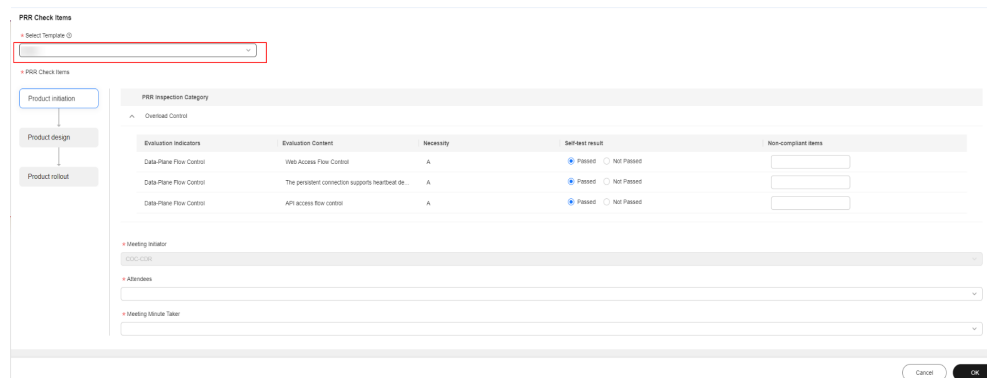 PRR Check Items
* Select Template
* PRR Check Items
Product initiation
Product design
Product rollout
PRR Inspection Category
Overload Control
Evaluation Indicators Evaluation Content Necessity Self-test result Non-compliant items
Data-Plane Flow Control Web Access Flow Control A Passed Not Passed
Data-Plane Flow Control The persistent connection supports heartbeat de... A Passed Not Passed
Data-Plane Flow Control API access flow control A Passed Not Passed
* Meeting Initiator
* Attendees
* Meeting Minute Taker
Cancel OK